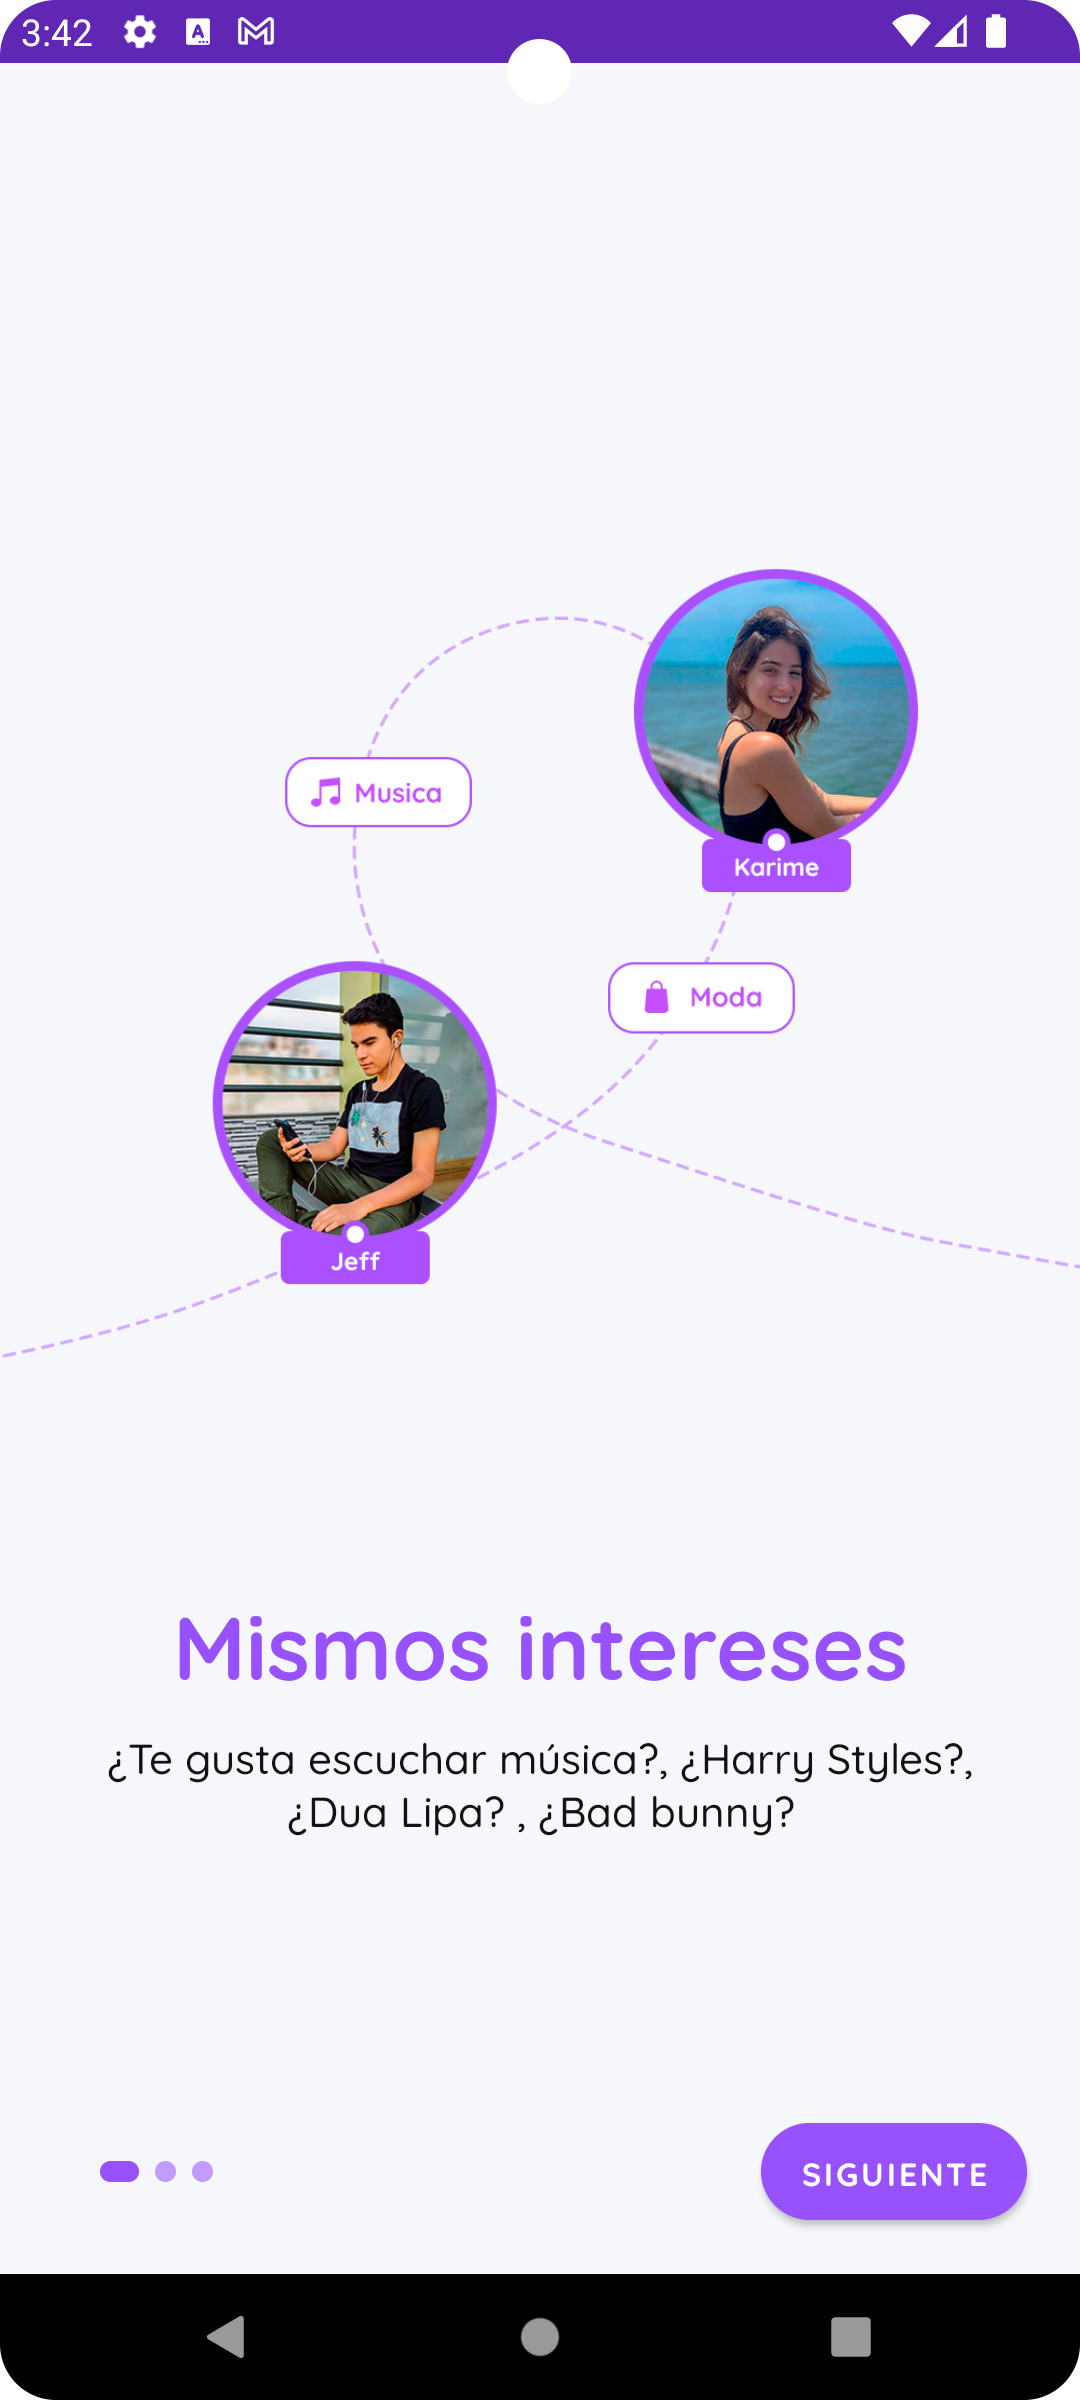 3:42
Musica
Karime
Moda
Jeff
Mismos intereses
¿Te gusta escuchar música?, ¿Harry Styles?,
¿Dua Lipa? , ¿Bad bunny?
SIGUIENTE